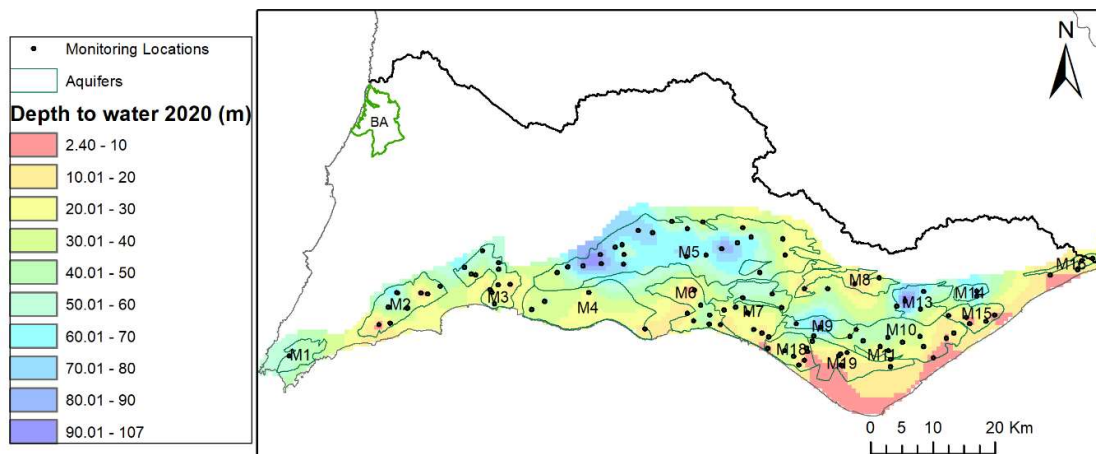 Monitoring Locations
Aquifers
Depth to water 2020 (m)
2.40 - 10
10.01 - 20
20.01 - 30
30.01 - 40
40.01 - 50
50.01 - 60
60.01 - 70
70.01 - 80
80.01 - 90
90.01 - 107
N
BA
M1
M2
M3
M4
M5
M6
M7
M8
M9
M10
M11
M13
M14
M15
M16
M18
M19
0 5 10 20 Km